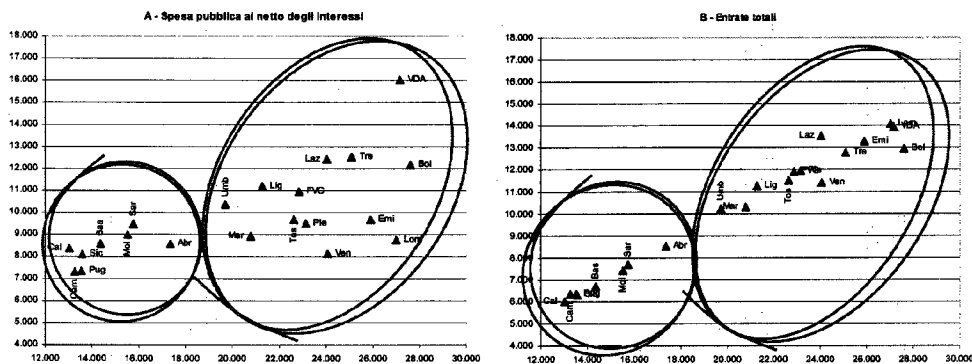 A - Spesa pubblica al netto degli interessi
18.000
17.000
16.000
15.000
14.000
13.000
12.000
11.000
10.000
9.000
8.000
7.000
6.000
5.000
4.000
12.000 14.000 16.000 18.000 20.000 22.000 24.000 26.000 28.000 30.000
VDA
Laz
Tre
Bol
Umb
Lig
FVG
Bas
Sar
Mar
Tos
Pie
Emi
Lom
Cal
Sic
Mol
Abr
Ven
Cam
Pug
B - Entrate totali
18.000
17.000
16.000
15.000
14.000
13.000
12.000
11.000
10.000
9.000
8.000
7.000
6.000
5.000
4.000
12.000 14.000 16.000 18.000 20.000 22.000 24.000 26.000 28.000 30.000
Lom
VDA
Laz
Emi
Tre
Bol
Umb
Lig
Tos
Ven
Mar
Bas
Sar
Abr
Mol
Cal
Cam